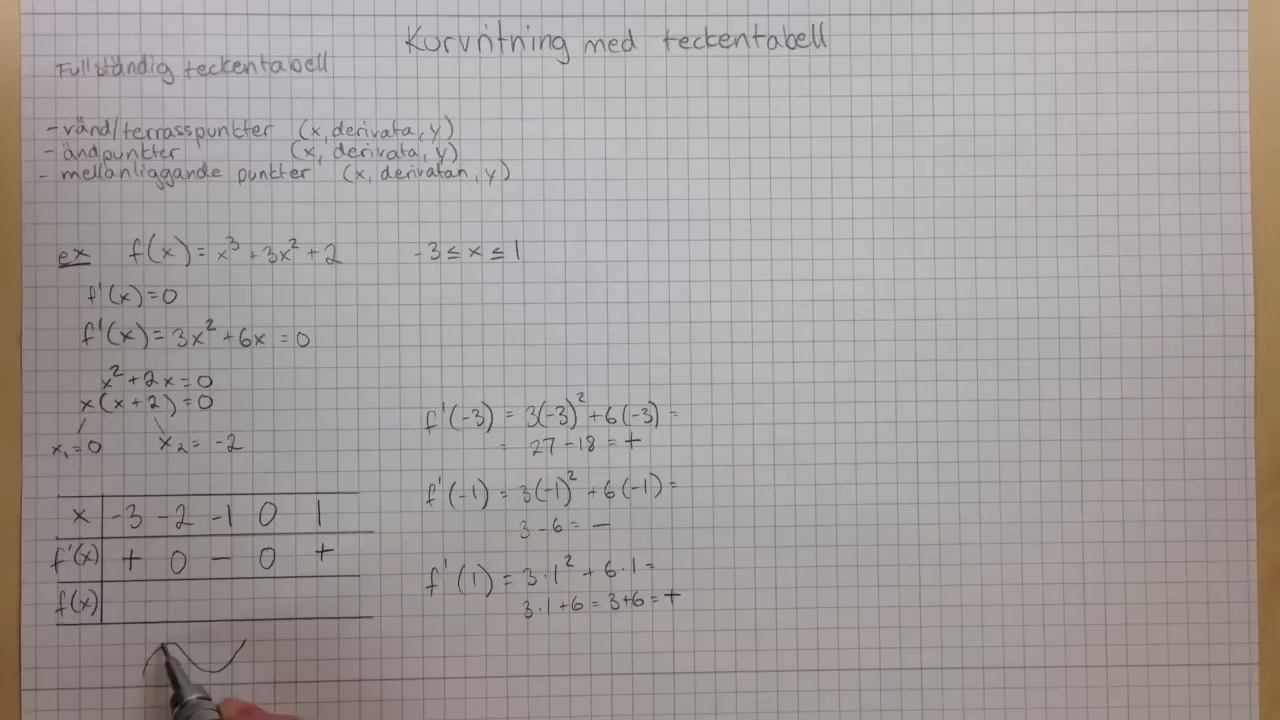 Kurvritning med teckentabell
Fullständig teckentabell
- vänd/terrasspunkter (x, derivata, y)
- ändpunkter (x, derivata, y)
- mellanliggande punkter (x, derivatan, y)
ex f(x) = x³ + 3x² + 2 -3 ≤ x ≤ 1
f'(x) = 0
f'(x) = 3x² + 6x = 0
x² + 2x = 0
x(x + 2) = 0
x₁ = 0 x₂ = -2
x -3 -2 -1 0 1
f'(x) + 0 - 0 +
f(x)
f'(-3) = 3(-3)² + 6(-3) =
= 27 - 18 = +
f'(-1) = 3(-1)² + 6(-1) =
3 - 6 = -
f'(1) = 3·1² + 6·1 =
3·1 + 6 = 3 + 6 = +